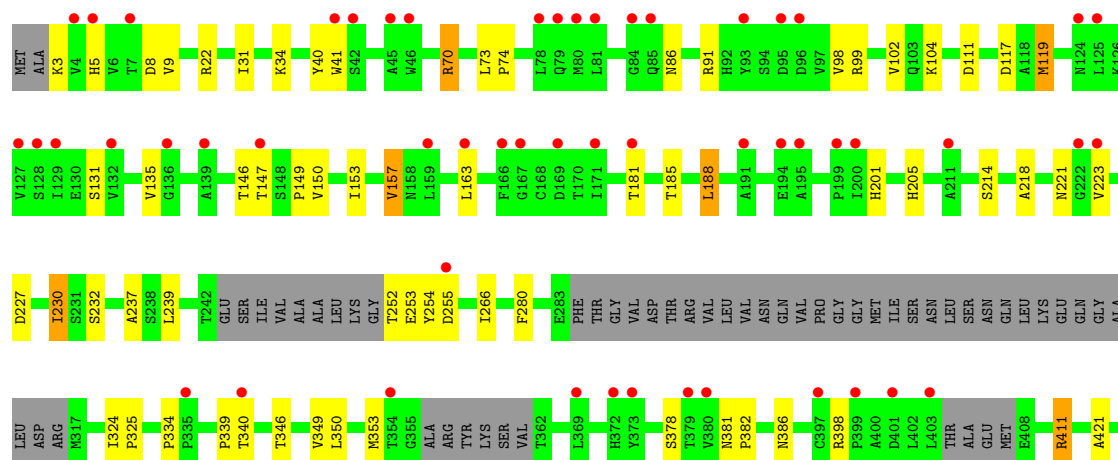 MET ALA K3 V4 H5 V6 T7 D8 V9 R22 I31 K34 Y40 W41 S42 A45 W46 R70 L73 P74 L78 Q79 M80 L81 G84 Q85 N86 R91 H92 Y93 S94 D95 D96 V97 V98 R99 V102 Q103 K104 D111 D117 A118 M119 N124 L125 K126
V127 S128 I129 E130 S131 V132 V135 G136 A139 T146 T147 S148 P149 V150 I153 V157 N158 L159 L163 F166 G167 C168 D169 T170 I171 T181 T185 L188 A191 E194 A195 P199 I200 H201 H205 A211 S214 A218 N221 G222 V223
D227 I230 S231 S232 A237 S238 L239 T242 GLU SER ILE VAL ALA ALA LEU LYS GLY T252 E253 Y254 D255 I266 F280 E283 PHE THR GLY VAL ASP THR ARG VAL LEU VAL ASN GLN VAL PRO GLY GLY MET ILE SER ASN LEU SER ASN GLN LEU LYS GLU GLN GLY ALA
LEU ASP ARG M317 I324 P325 P334 P335 P339 T340 T346 V349 L350 M353 T354 G355 ALA ARG TYR LYS SER VAL T362 L369 H372 Y373 S378 T379 V380 N381 P382 N386 C397 R398 P399 A400 D401 L402 L403 THR ALA GLU MET E408 R411 A421